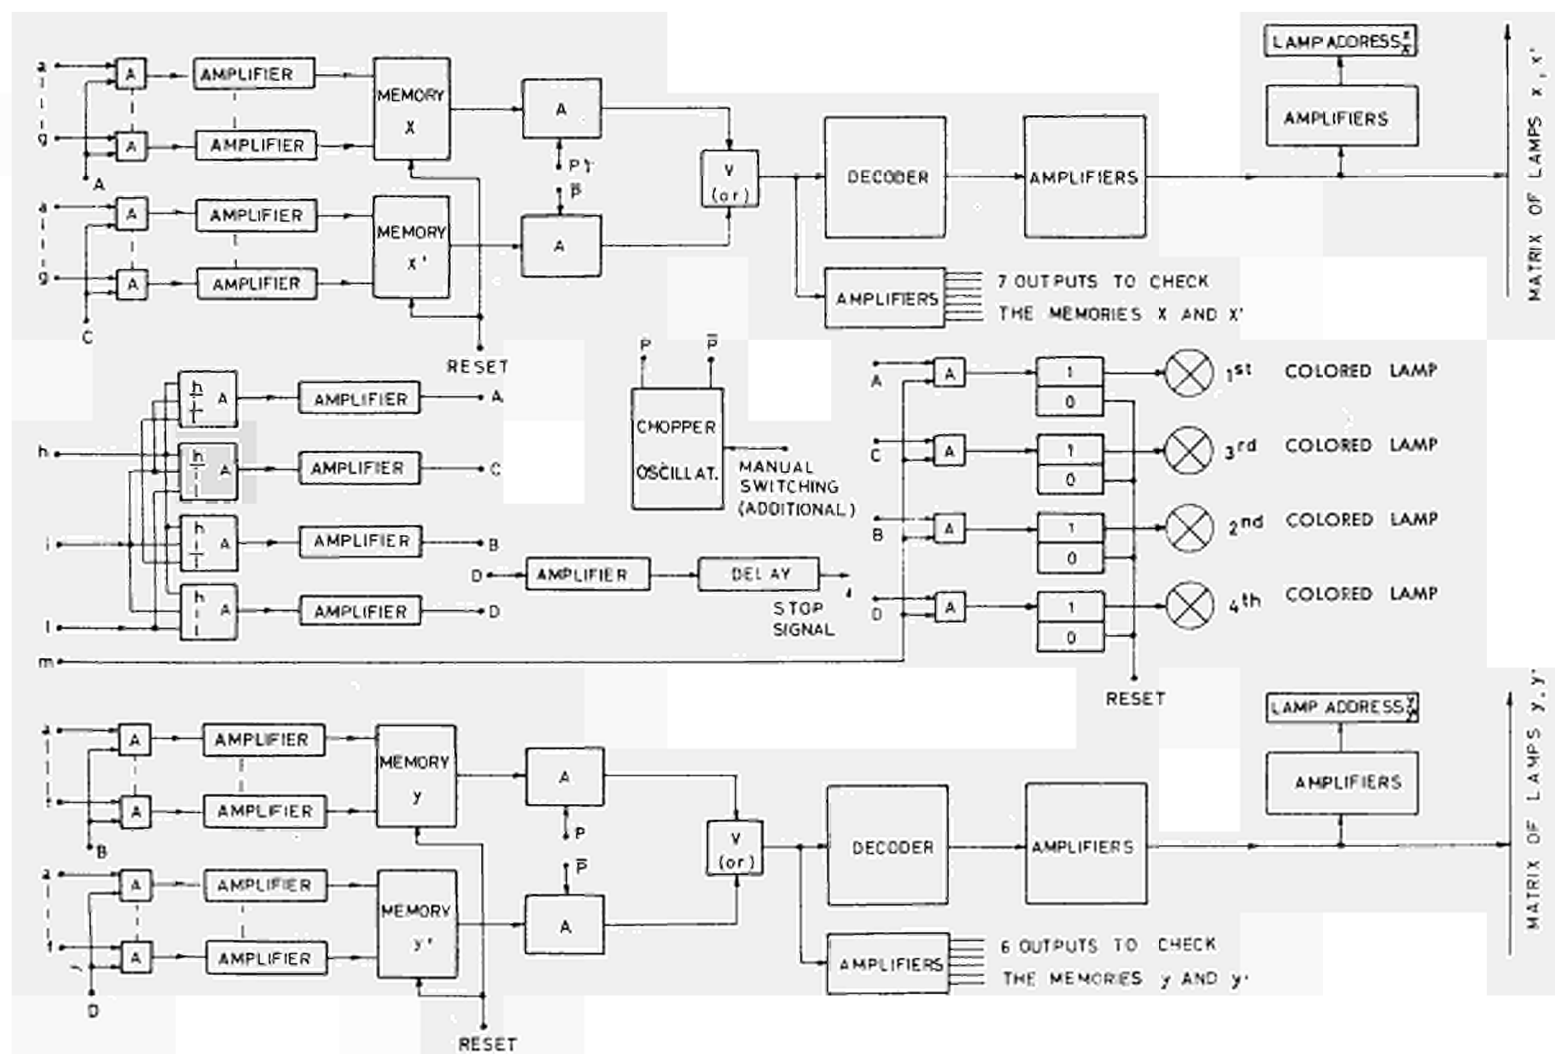 LAMP ADDRESS x/x'
AMPLIFIERS
MATRIX OF LAMPS x, x'
a
A
AMPLIFIER
MEMORY
X
A
g
A
AMPLIFIER
A
P
V
(or)
DECODER
AMPLIFIERS
a
A
AMPLIFIER
P̅
MEMORY
X'
A
g
A
AMPLIFIER
C
RESET
AMPLIFIERS
7 OUTPUTS TO CHECK
THE MEMORIES X AND X'
h
A
AMPLIFIER
A
h
h
A
AMPLIFIER
C
i
h
A
AMPLIFIER
B
l
h
A
AMPLIFIER
D
m
P
P̅
CHOPPER
OSCILLAT.
MANUAL
SWITCHING
(ADDITIONAL)
D
AMPLIFIER
DELAY
STOP
SIGNAL
A
A
1
0
1st COLORED LAMP
C
A
1
0
3rd COLORED LAMP
B
A
1
0
2nd COLORED LAMP
D
A
1
0
4th COLORED LAMP
RESET
LAMP ADDRESS y/y'
AMPLIFIERS
MATRIX OF LAMPS y, y'
a
A
AMPLIFIER
MEMORY
y
A
f
A
AMPLIFIER
B
P
V
(or)
DECODER
AMPLIFIERS
a
A
AMPLIFIER
P̅
MEMORY
y'
A
f
A
AMPLIFIER
D
RESET
AMPLIFIERS
6 OUTPUTS TO CHECK
THE MEMORIES y AND y'